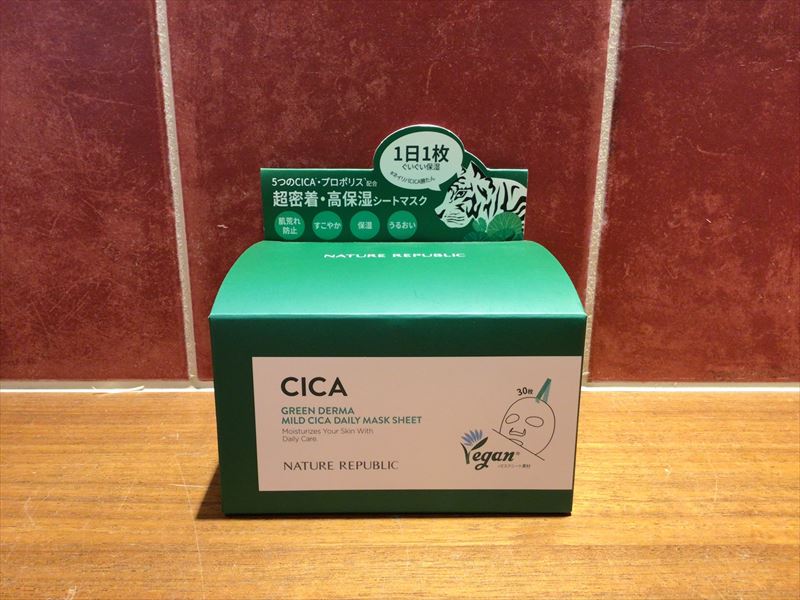 1日1枚
ぐいぐい保湿
5つのCICA・プロポリス配合
超密着・高保湿シートマスク
肌荒れ
防止
すこやか
保湿
うるおい
NATURE REPUBLIC
CICA
GREEN DERMA
MILD CICA DAILY MASK SHEET
Moisturizes Your Skin With
Daily Care.
NATURE REPUBLIC
30枚
Vegan